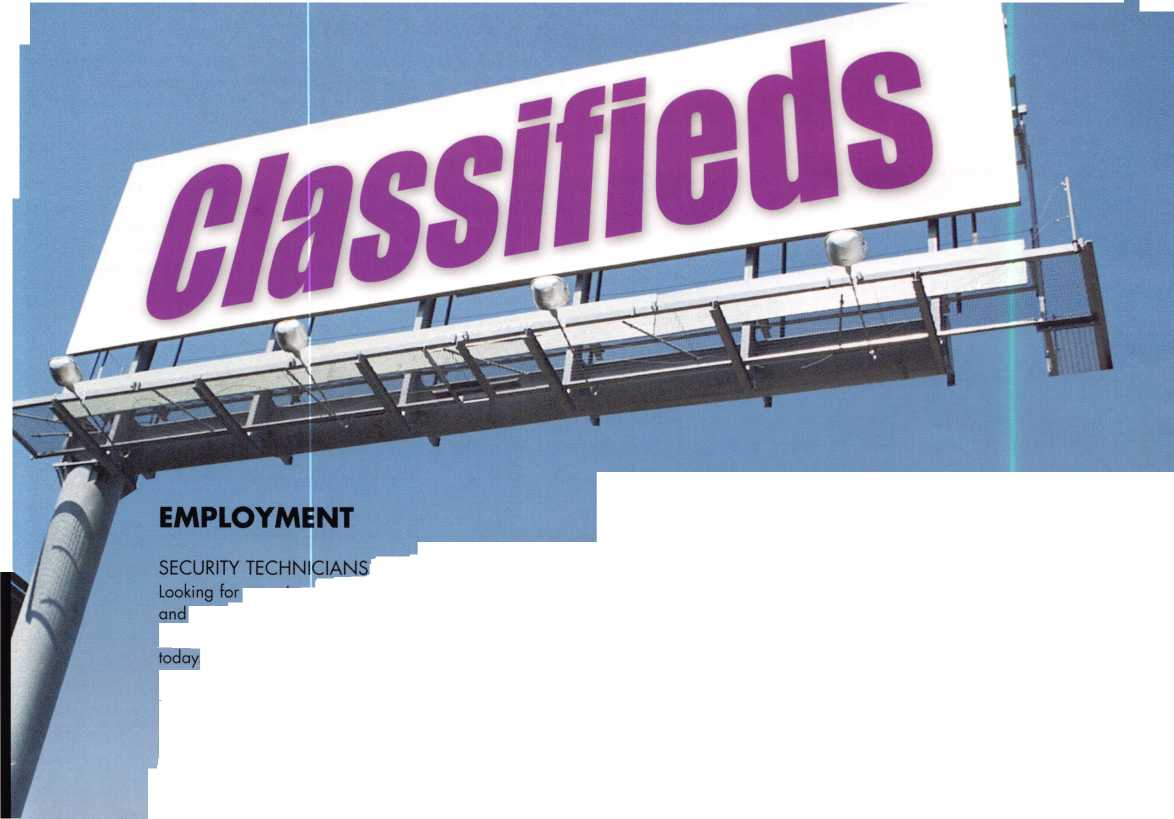 Classifieds
EMPLOYMENT
SECURITY TECHNICIANS
Looking for
and
today